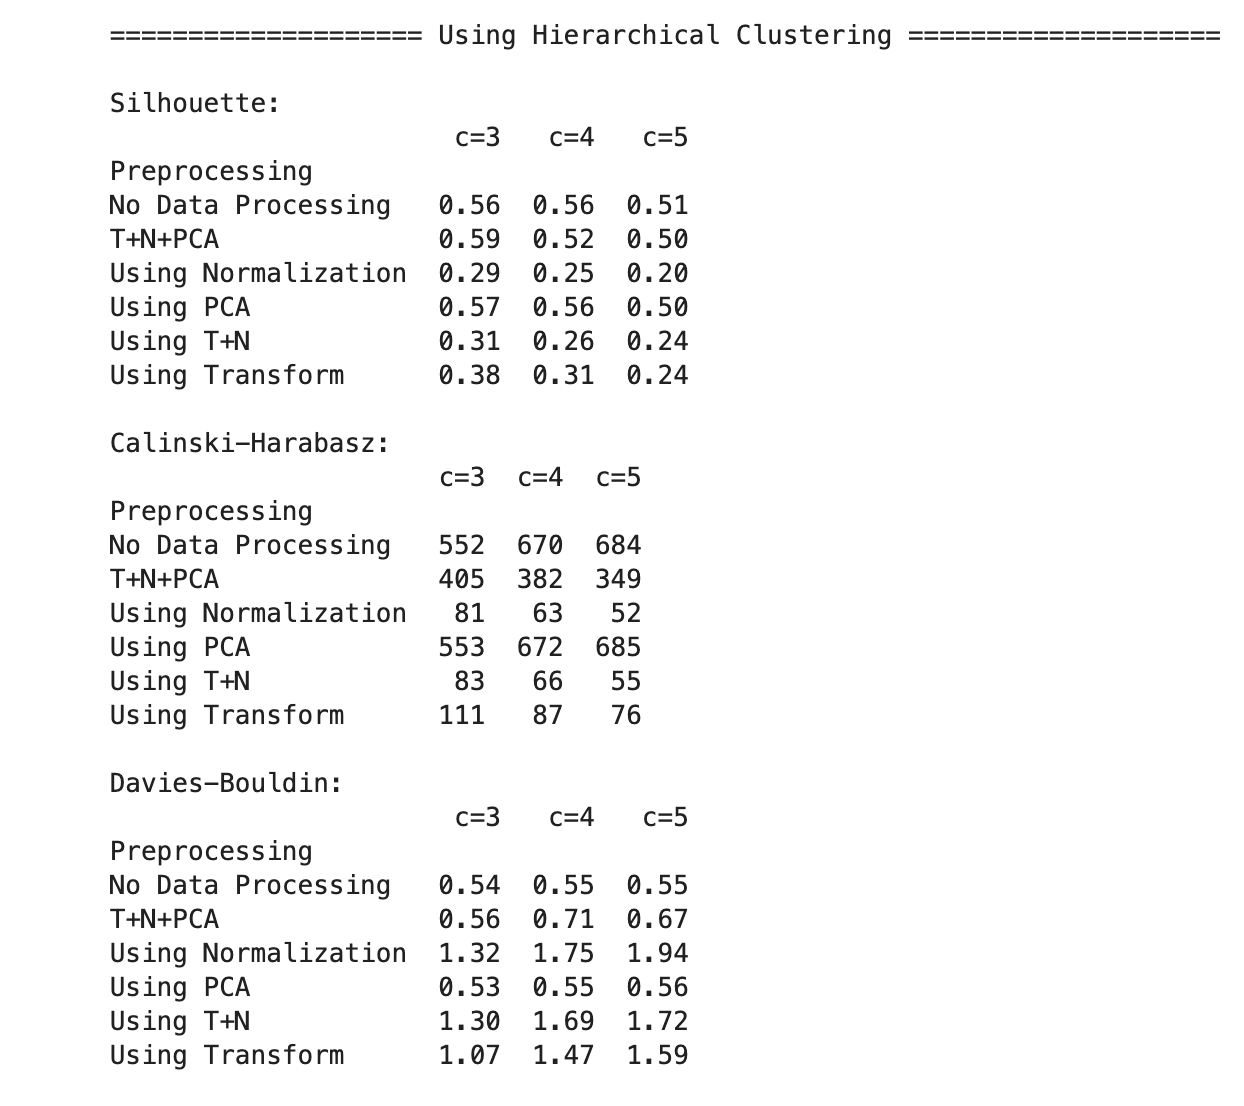 ==================== Using Hierarchical Clustering ====================
Silhouette:
c=3 c=4 c=5
Preprocessing
No Data Processing 0.56 0.56 0.51
T+N+PCA 0.59 0.52 0.50
Using Normalization 0.29 0.25 0.20
Using PCA 0.57 0.56 0.50
Using T+N 0.31 0.26 0.24
Using Transform 0.38 0.31 0.24
Calinski-Harabasz:
c=3 c=4 c=5
Preprocessing
No Data Processing 552 670 684
T+N+PCA 405 382 349
Using Normalization 81 63 52
Using PCA 553 672 685
Using T+N 83 66 55
Using Transform 111 87 76
Davies-Bouldin:
c=3 c=4 c=5
Preprocessing
No Data Processing 0.54 0.55 0.55
T+N+PCA 0.56 0.71 0.67
Using Normalization 1.32 1.75 1.94
Using PCA 0.53 0.55 0.56
Using T+N 1.30 1.69 1.72
Using Transform 1.07 1.47 1.59